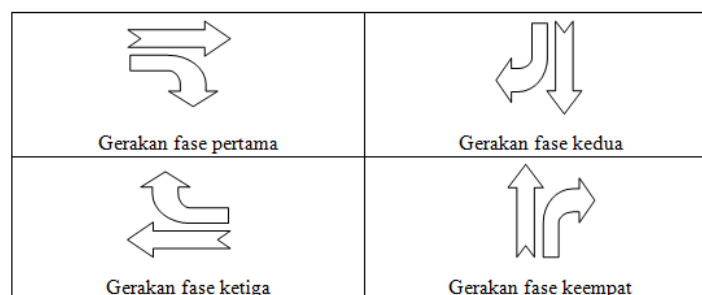 Gerakan fase pertama
Gerakan fase kedua
Gerakan fase ketiga
Gerakan fase keempat